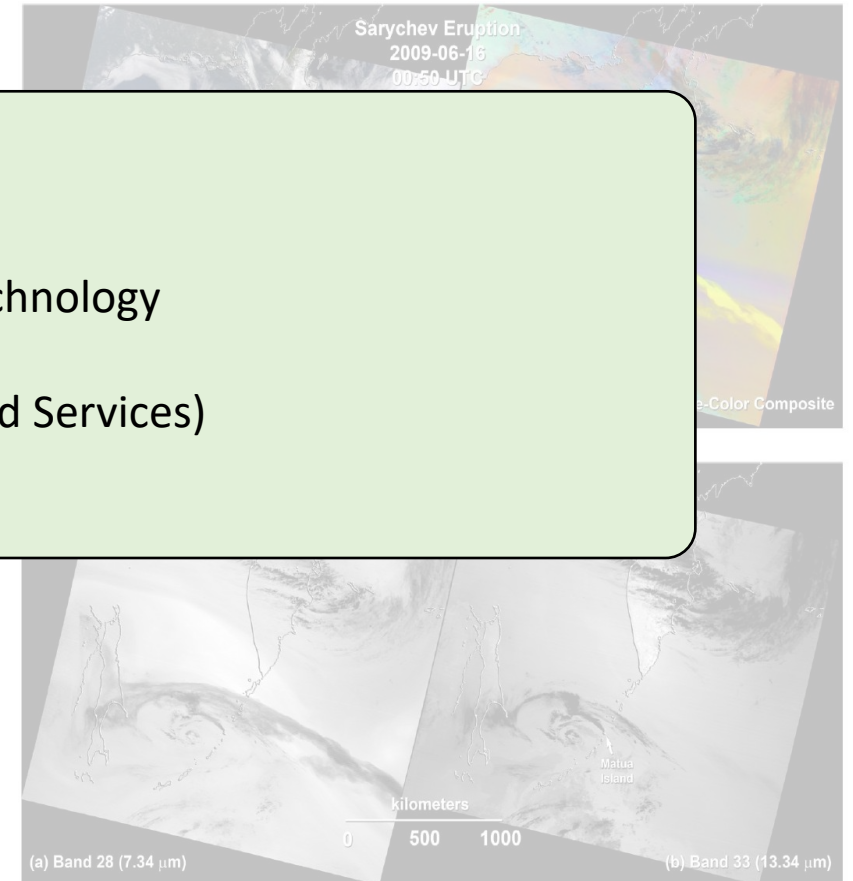 Sarychev Eruption
2009-06-16
00:50 UTC
chnology
d Services)
e-Color Composite
Matua
Island
kilometers
0 500 1000
(a) Band 28 (7.34 μm)
(b) Band 33 (13.34 μm)